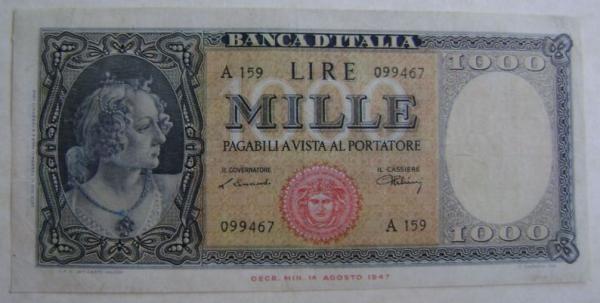 BANCA D'ITALIA
A 159 LIRE 099467 1000
1000
MILLE
PAGABILI A VISTA AL PORTATORE
IL GOVERNATORE IL CASSIERE
099467 A 159
1000
DECR. MIN. 14 AGOSTO 1947